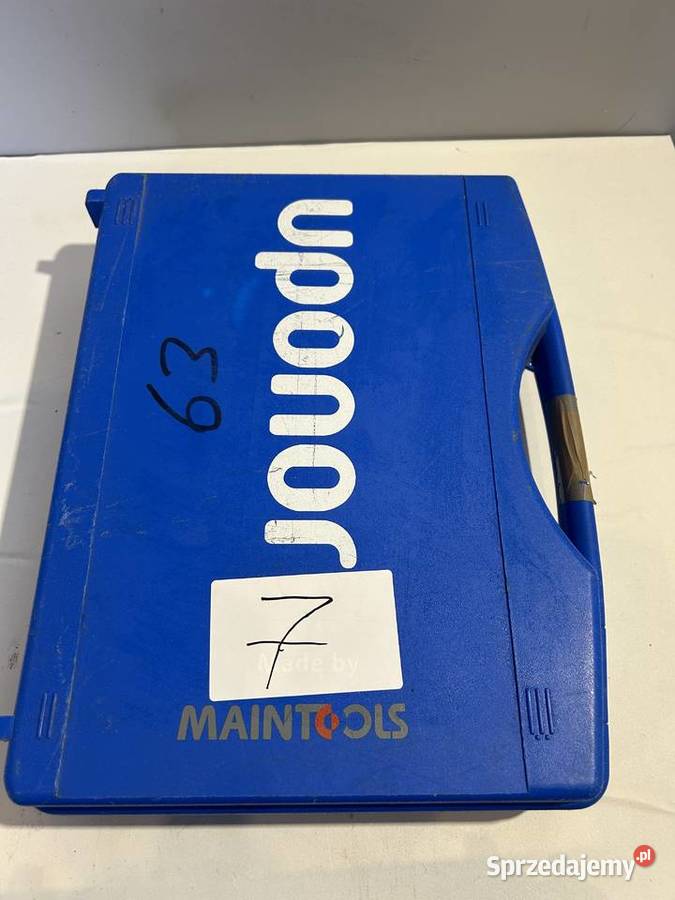 uponor
63
7
Made by
MAINTOOLS
Sprzedajemy.pl